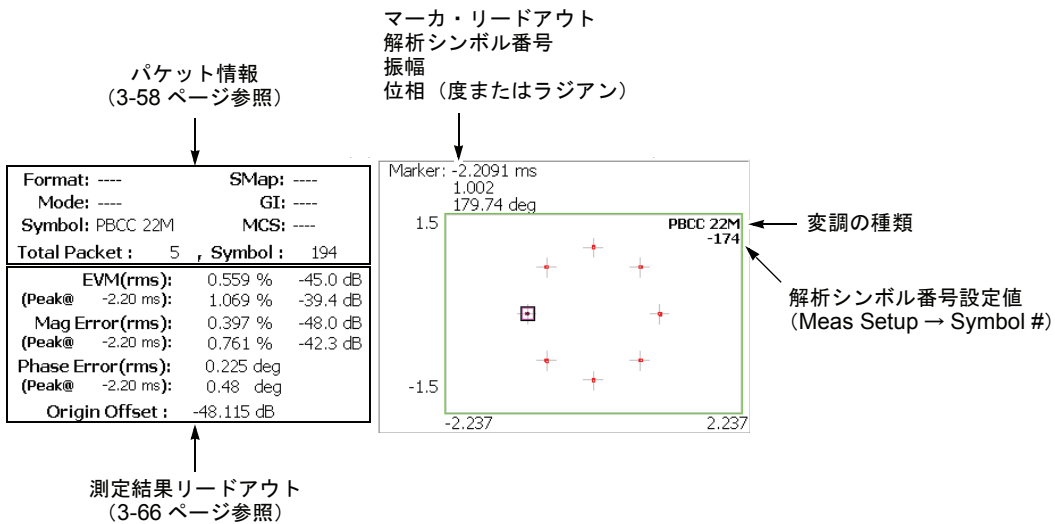 マーカ・リードアウト
解析シンボル番号
振幅
位相（度またはラジアン）
パケット情報
（3-58 ページ参照）
Format: ---- SMap: ----
Mode: ---- GI: ----
Symbol: PBCC 22M MCS: ----
Total Packet : 5 , Symbol : 194
EVM(rms): 0.559 % -45.0 dB
(Peak@ -2.20 ms): 1.069 % -39.4 dB
Mag Error(rms): 0.397 % -48.0 dB
(Peak@ -2.20 ms): 0.761 % -42.3 dB
Phase Error(rms): 0.225 deg
(Peak@ -2.20 ms): 0.48 deg
Origin Offset : -48.115 dB
測定結果リードアウト
（3-66 ページ参照）
Marker: -2.2091 ms
1.002
179.74 deg
1.5
PBCC 22M
-174
-1.5
-2.237
2.237
変調の種類
解析シンボル番号設定値
（Meas Setup → Symbol #）